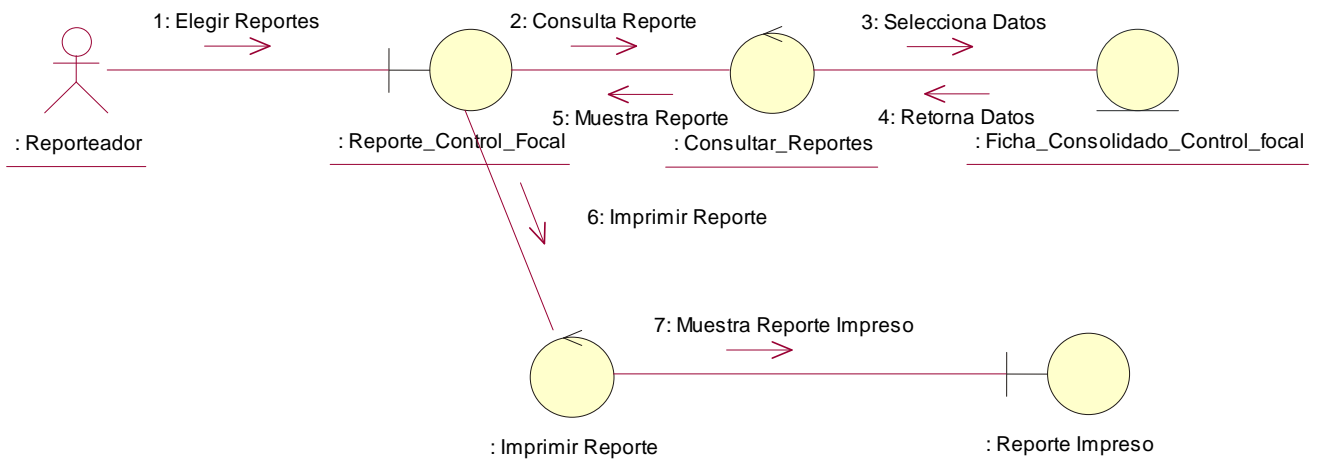 1: Elegir Reportes
2: Consulta Reporte
3: Selecciona Datos
5: Muestra Reporte
4: Retorna Datos
: Reporteador
: Reporte_Control_Focal
: Consultar_Reportes
: Ficha_Consolidado_Control_focal
6: Imprimir Reporte
7: Muestra Reporte Impreso
: Imprimir Reporte
: Reporte Impreso